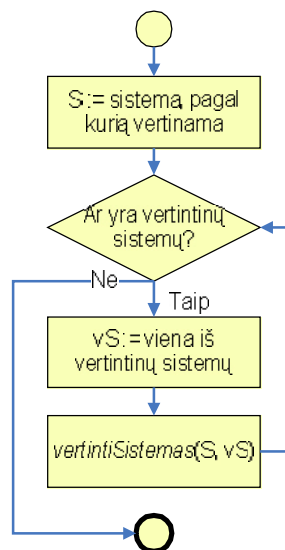 S := sistema, pagal
kurią vertinama
Ar yra vertintinų
sistemų?
Ne
Taip
vS:=viena iš
vertintinų sistemų
vertintiSistemas(S, vS)